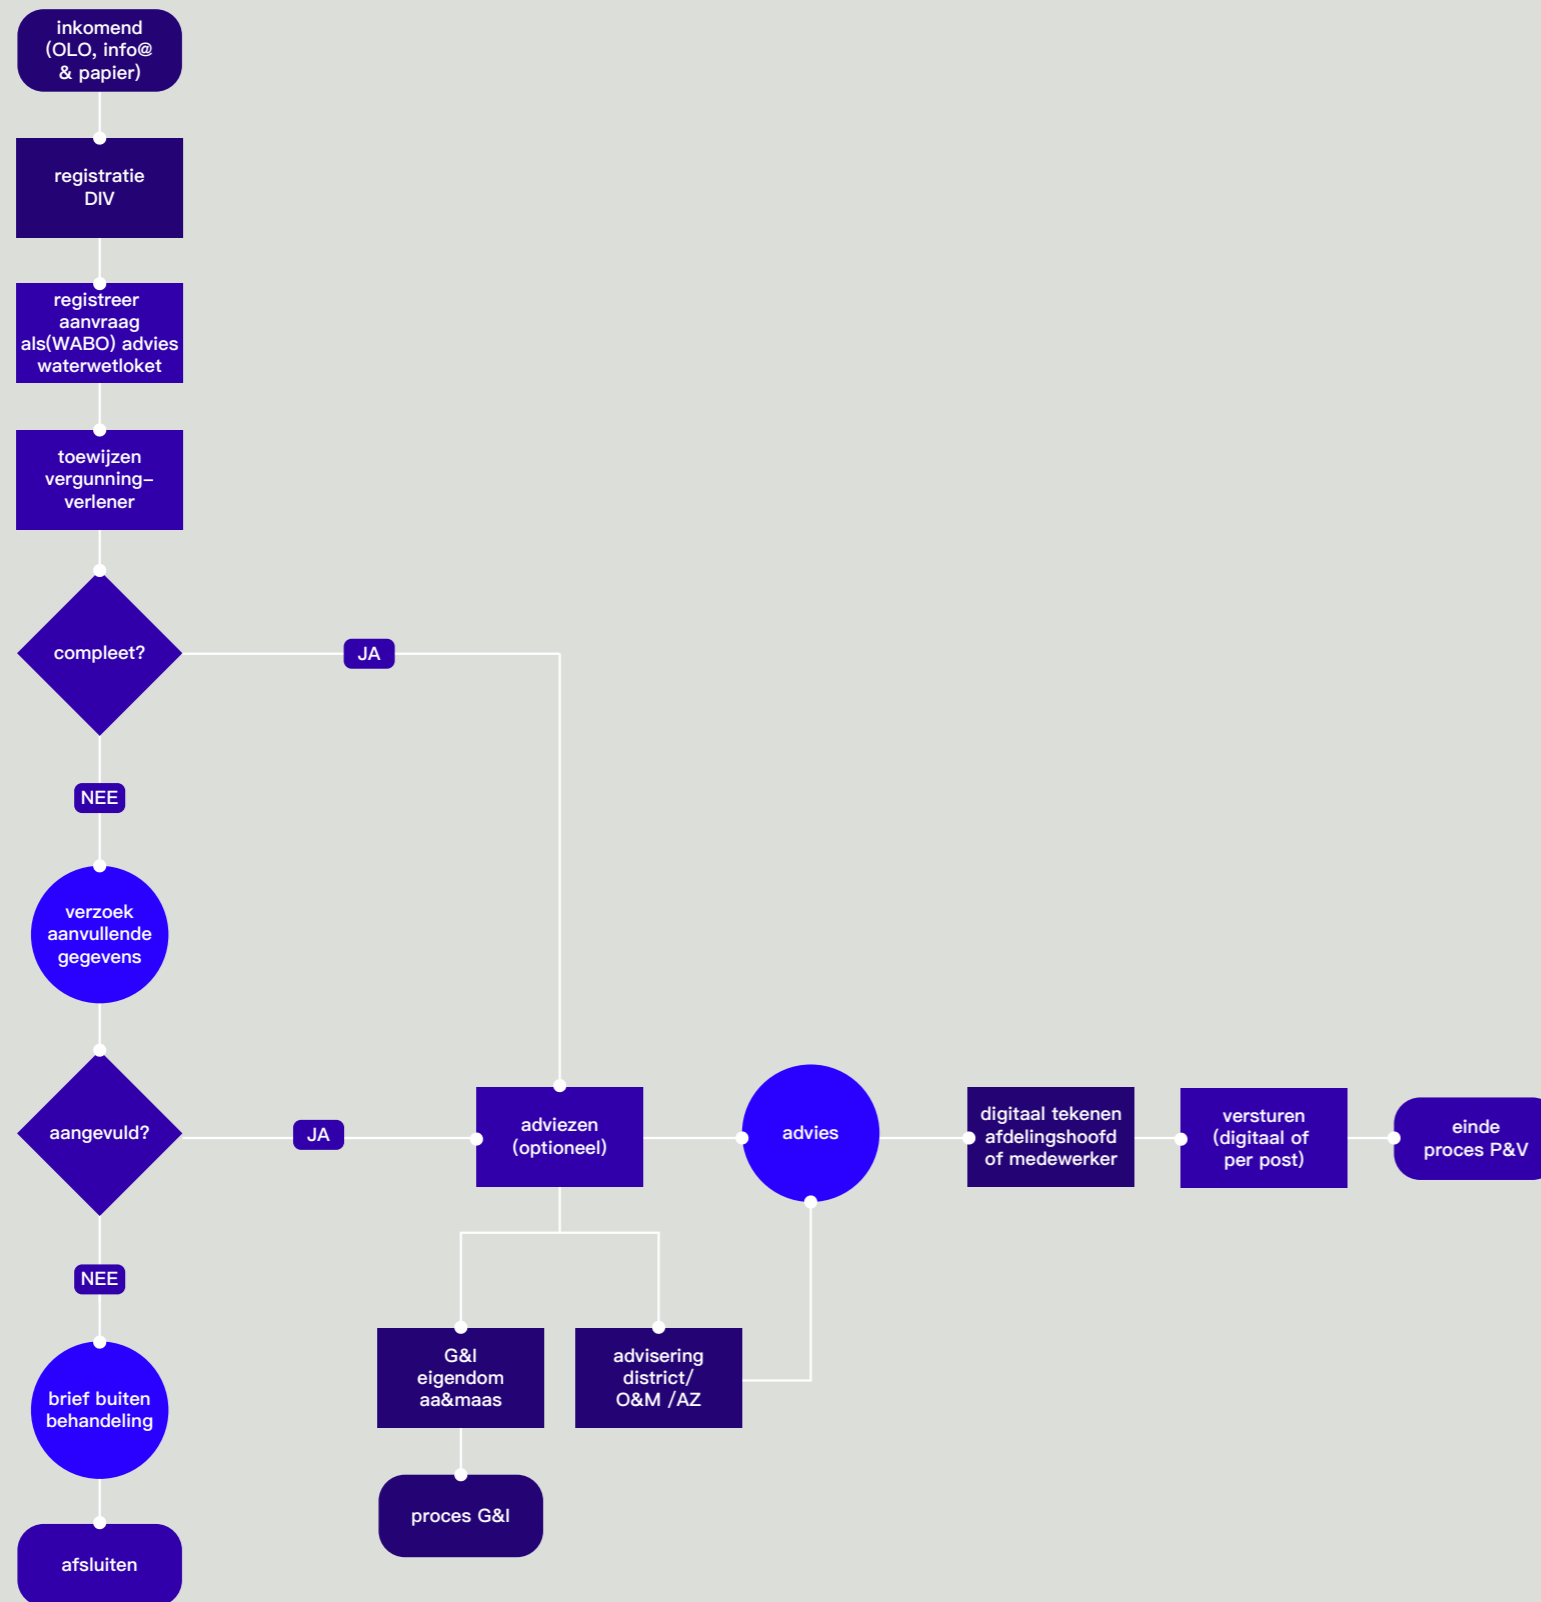 inkomend
(OLO, info@
& papier)
registratie
DIV
registreer
aanvraag
als(WABO) advies
waterwetloket
toewijzen
vergunning–
verlener
compleet?
JA
NEE
verzoek
aanvullende
gegevens
aangevuld?
JA
adviezen
(optioneel)
advies
digitaal tekenen
afdelingshoofd
of medewerker
versturen
(digitaal of
per post)
einde
proces P&V
NEE
brief buiten
behandeling
G&I
eigendom
aa&maas
advisering
district/
O&M /AZ
proces G&I
afsluiten